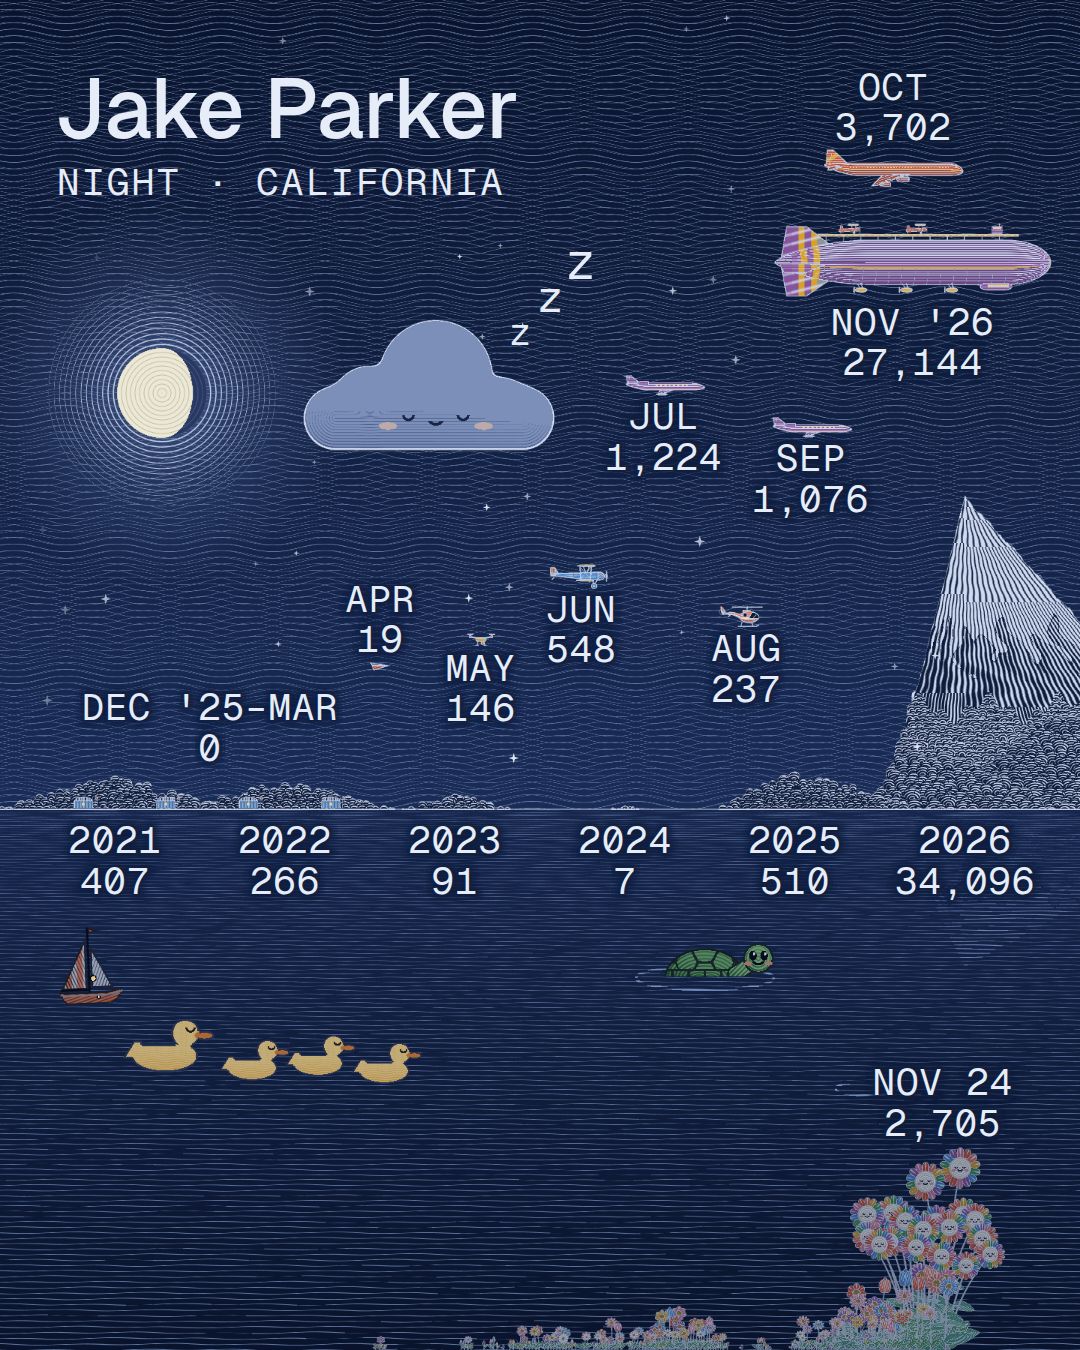 Jake Parker
NIGHT · CALIFORNIA
OCT
3,702
NOV '26
27,144
z
z
z
JUL
1,224
SEP
1,076
APR
19
JUN
548
MAY
146
AUG
237
DEC '25-MAR
0
2021
407
2022
266
2023
91
2024
7
2025
510
2026
34,096
NOV 24
2,705